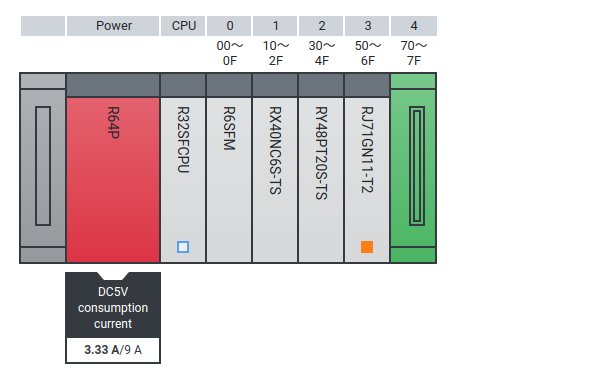 Power CPU 0 1 2 3 4
00～ 10～ 30～ 50～ 70～
0F 2F 4F 6F 7F
R64P
R32SFCPU
R6SFM
RX40NC6S-TS
RY48PT20S-TS
RJ71GN11-T2
DC5V
consumption
current
3.33 A/9 A